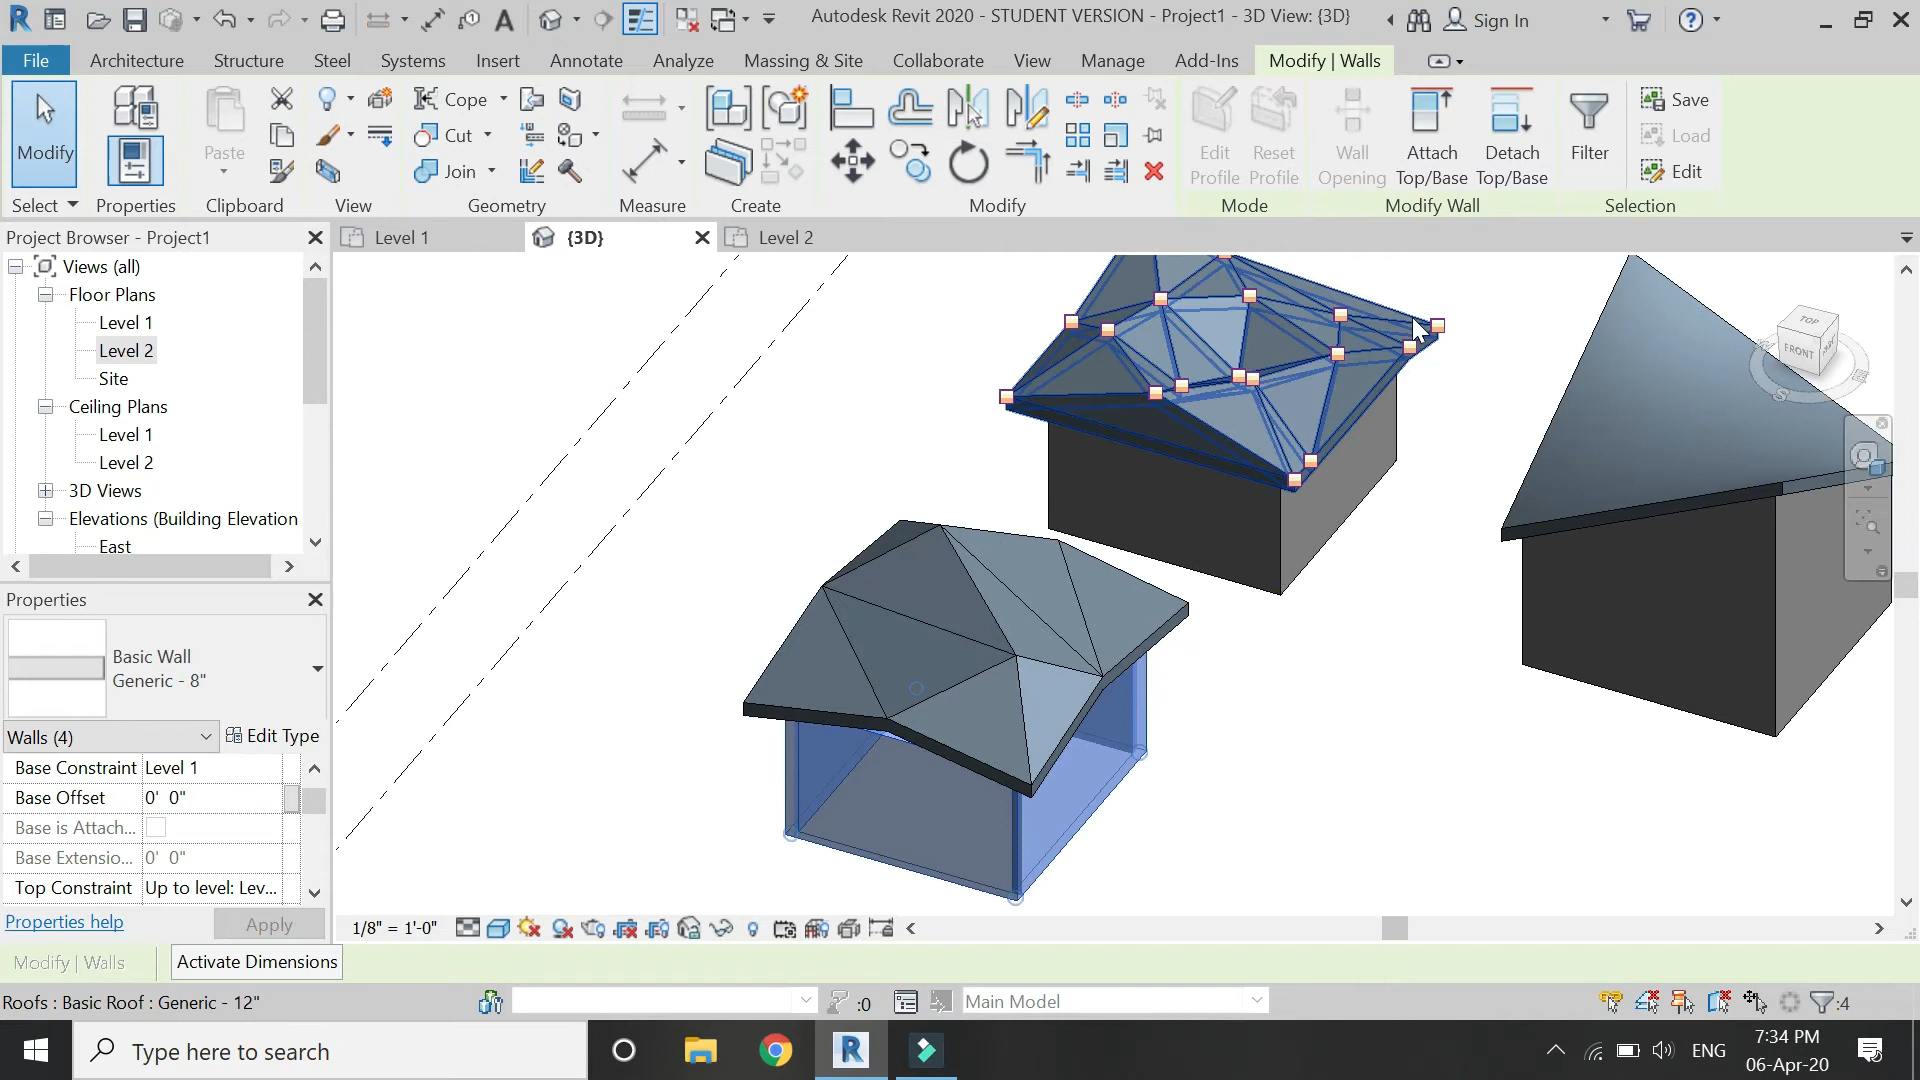 Autodesk Revit 2020 - STUDENT VERSION - Project1 - 3D View: {3D}
Sign In
File
Architecture
Structure
Steel
Systems
Insert
Annotate
Analyze
Massing & Site
Collaborate
View
Manage
Add-Ins
Modify | Walls
Modify
Paste
Cope
Cut
Join
Edit
Profile
Reset
Profile
Wall
Opening
Attach
Top/Base
Detach
Top/Base
Filter
Save
Load
Edit
Select
Properties
Clipboard
View
Geometry
Measure
Create
Modify
Mode
Modify Wall
Selection
Project Browser - Project1
Level 1
{3D}
Level 2
Views (all)
Floor Plans
Level 1
Level 2
Site
Ceiling Plans
Level 1
Level 2
3D Views
Elevations (Building Elevation
East
TOP
FRONT
Properties
Basic Wall
Generic - 8"
Walls (4)
Edit Type
Base Constraint
Level 1
Base Offset
0' 0"
Base is Attach...
Base Extensio...
0' 0"
Top Constraint
Up to level: Lev...
Properties help
Apply
1/8" = 1'-0"
Modify | Walls
Activate Dimensions
Roofs : Basic Roof : Generic - 12"
:0
Main Model
:4
Type here to search
ENG
7:34 PM
06-Apr-20